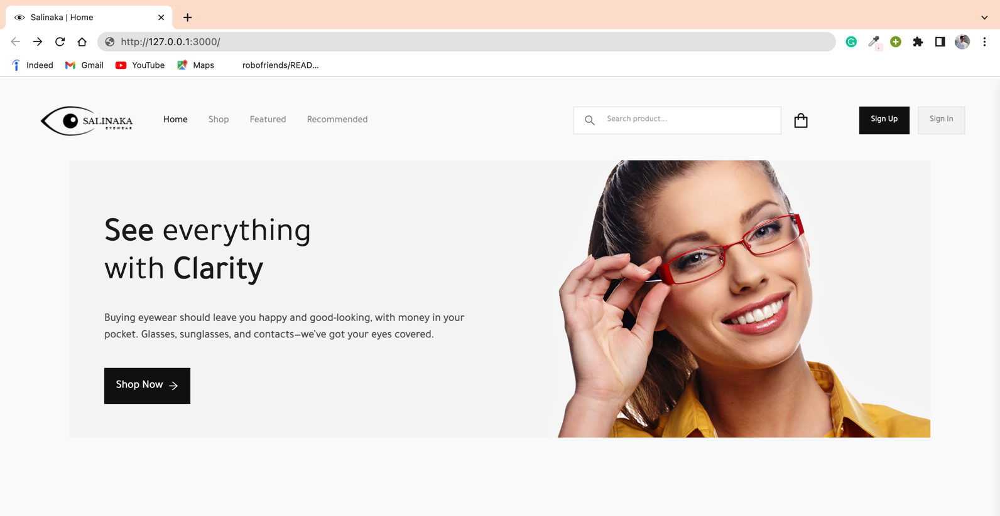 Salinaka | Home
http://127.0.0.1:3000/
Indeed Gmail YouTube Maps robofriends/READ...
SALINAKA
EYEWEAR
Home Shop Featured Recommended
Search product...
Sign Up
Sign In
See everything
with Clarity
Buying eyewear should leave you happy and good-looking, with money in your
pocket. Glasses, sunglasses, and contacts—we’ve got your eyes covered.
Shop Now →